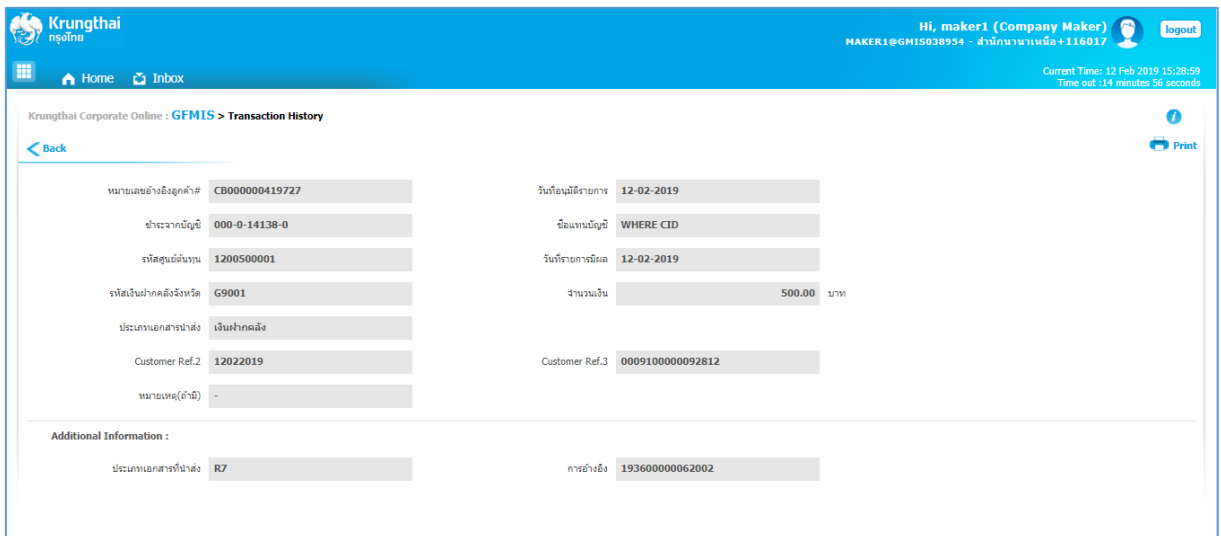 Krungthai
กรุงไทย
Hi, maker1 (Company Maker)
MAKER1@GMIS038954 - สำนักนานาเหนือ+116017
logout
Home Inbox
Current Time: 12 Feb 2019 15:28:59
Time out :14 minutes 56 seconds
Krungthai Corporate Online : GFMIS > Transaction History
Back
Print
หมายเลขอ้างอิงลูกค้า# CB000000419727 วันที่อนุมัติรายการ 12-02-2019
ชำระจากบัญชี 000-0-14138-0 ชื่อแทนบัญชี WHERE CID
รหัสศูนย์ต้นทุน 1200500001 วันที่รายการมีผล 12-02-2019
รหัสเงินฝากคลังจังหวัด G9001 จำนวนเงิน 500.00 บาท
ประเภทเอกสารนำส่ง เงินฝากคลัง
Customer Ref.2 12022019 Customer Ref.3 0009100000092812
หมายเหตุ(ถ้ามี) -
Additional Information :
ประเภทเอกสารที่นำส่ง R7 การอ้างอิง 193600000062002